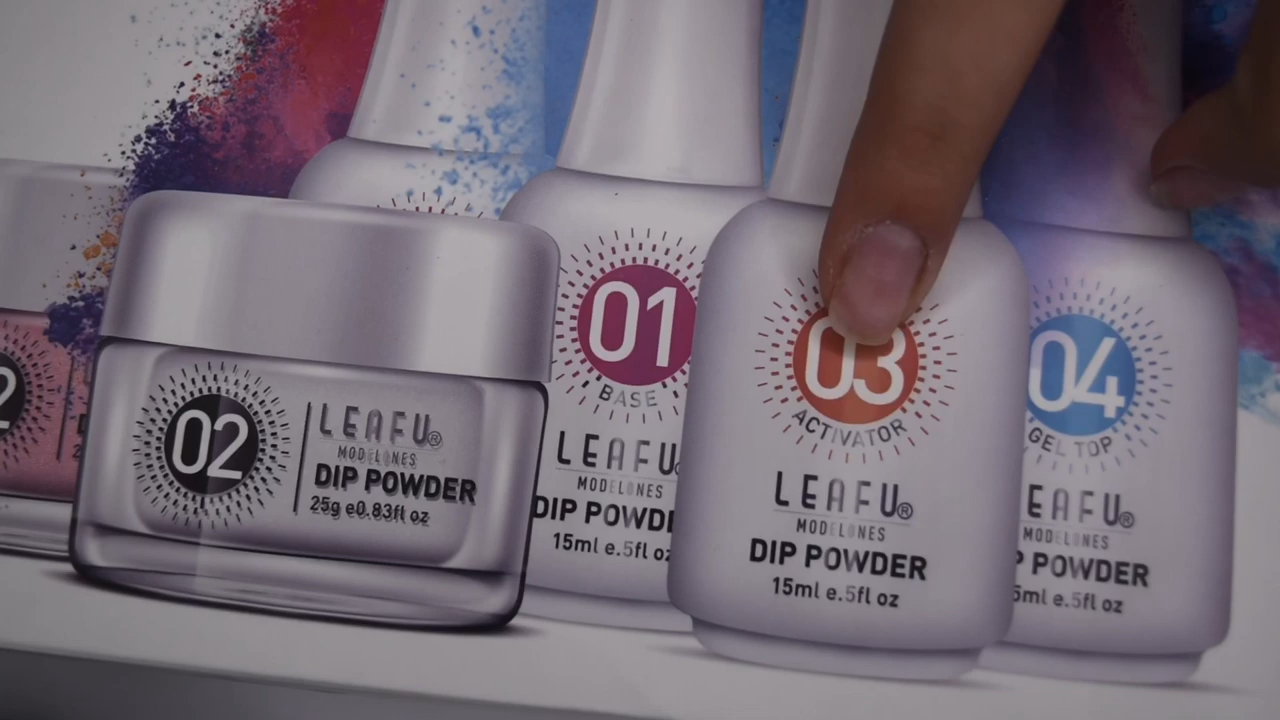 02
LEAFU®
MODELONES
DIP POWDER
25g e0.83fl oz
01
BASE
LEAFU
MODELONES
DIP
15ml e.5fl oz
03
ACTIVATOR
LEAFU®
MODELONES
DIP POWDER
15ml e.5fl oz
04
GEL TOP
EAFU®
MODELONES
P POWDER
5ml e.5fl oz